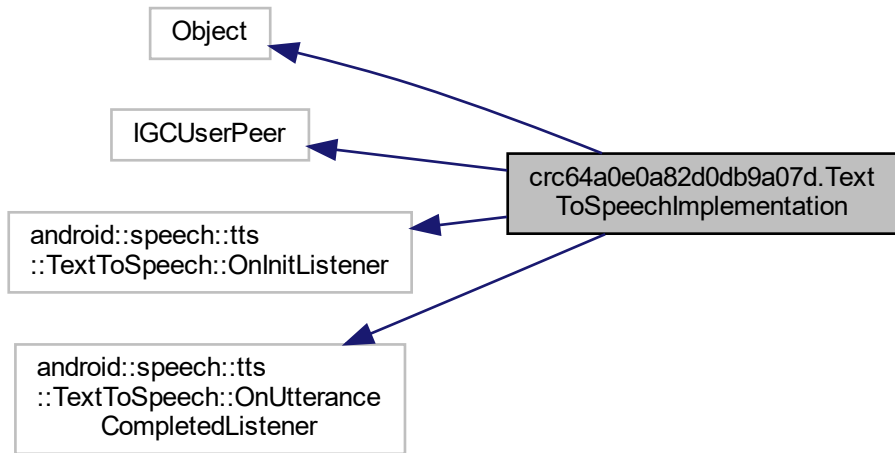 Object
IGCUserPeer
crc64a0e0a82d0db9a07d.Text
ToSpeechImplementation
android::speech::tts
::TextToSpeech::OnInitListener
android::speech::tts
::TextToSpeech::OnUtterance
CompletedListener